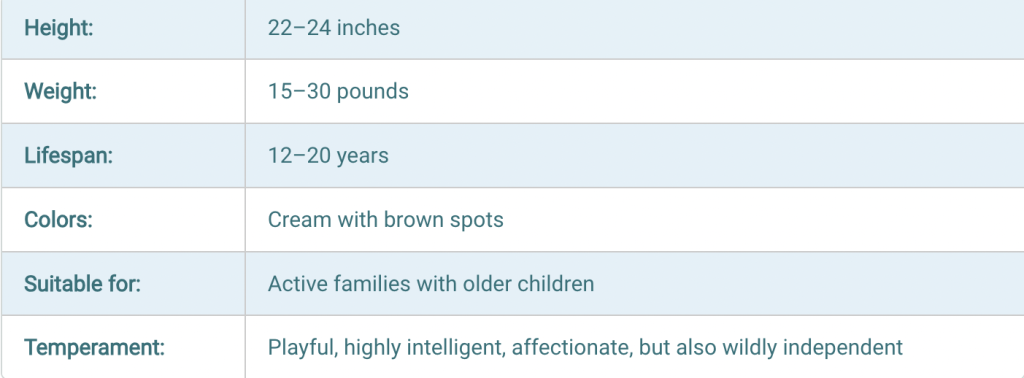 Height: 22–24 inches
Weight: 15–30 pounds
Lifespan: 12–20 years
Colors: Cream with brown spots
Suitable for: Active families with older children
Temperament: Playful, highly intelligent, affectionate, but also wildly independent